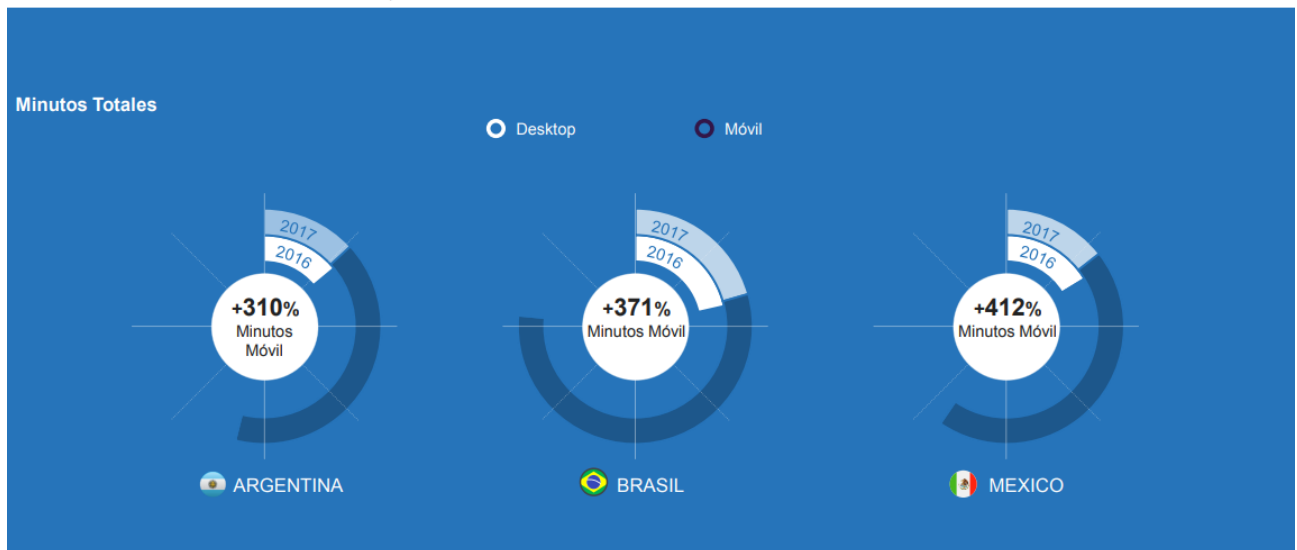 Minutos Totales
Desktop
Móvil
2017
2016
+310%
Minutos
Móvil
ARGENTINA
2017
2016
+371%
Minutos Móvil
BRASIL
2017
2016
+412%
Minutos Móvil
MEXICO